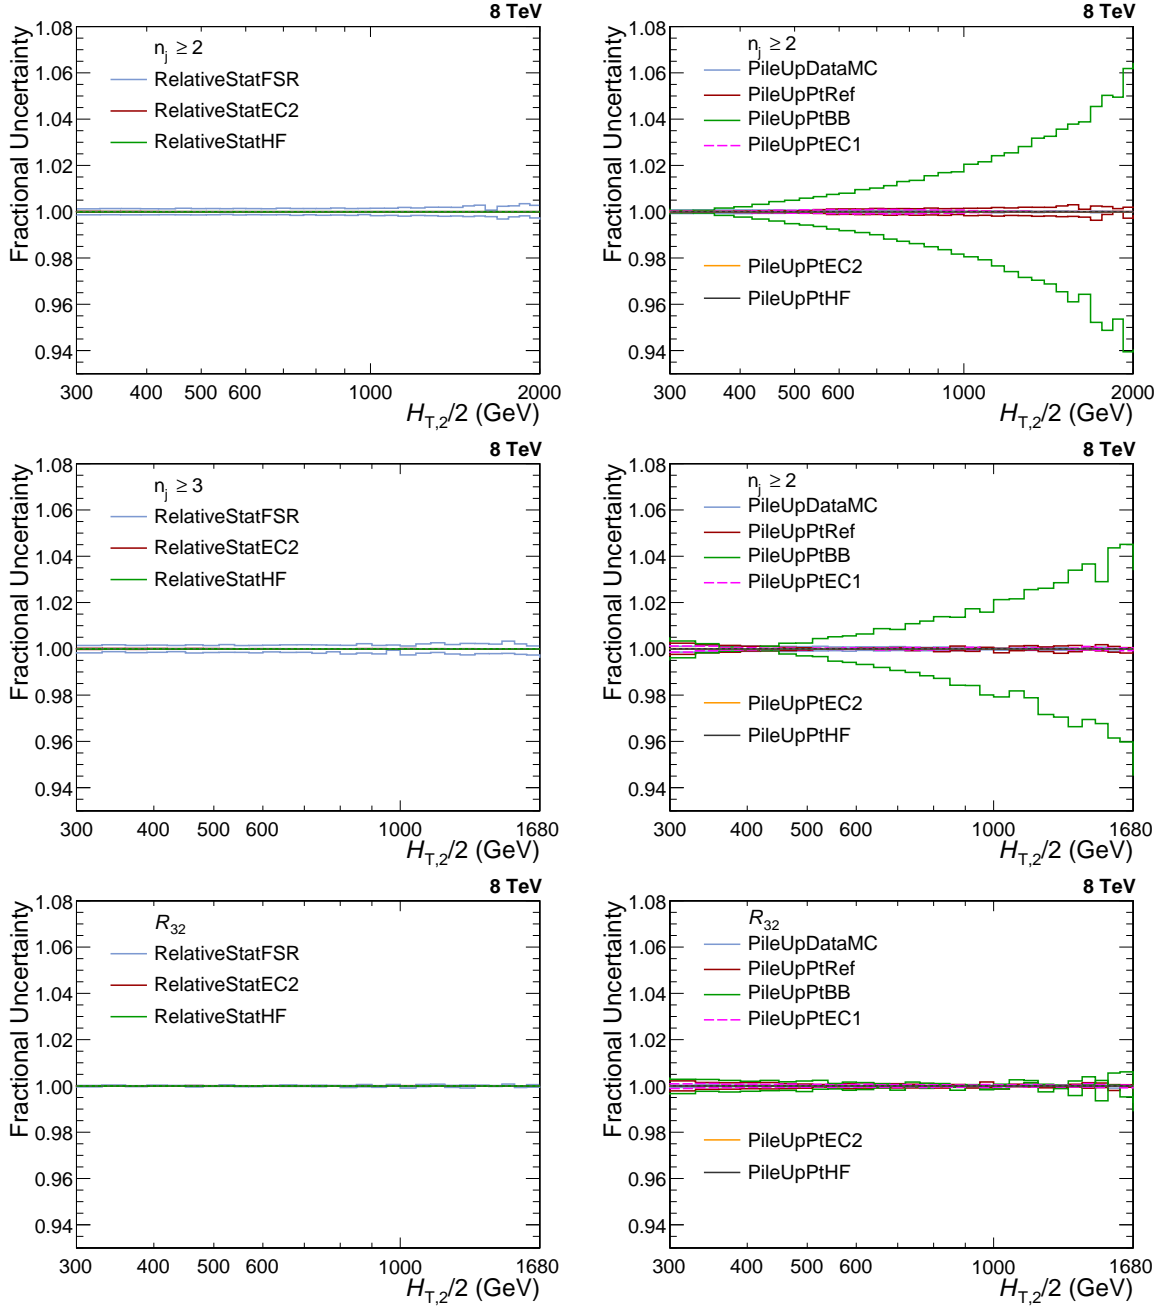 8 TeV
Fractional Uncertainty
1.08
1.06
1.04
1.02
1.00
0.98
0.96
0.94
n_j ≥ 2
RelativeStatFSR
RelativeStatEC2
RelativeStatHF
300 400 500 600 1000 2000
H_T,2/2 (GeV)
8 TeV
Fractional Uncertainty
1.08
1.06
1.04
1.02
1.00
0.98
0.96
0.94
n_j ≥ 2
PileUpDataMC
PileUpPtRef
PileUpPtBB
PileUpPtEC1
PileUpPtEC2
PileUpPtHF
300 400 500 600 1000 2000
H_T,2/2 (GeV)
8 TeV
Fractional Uncertainty
1.08
1.06
1.04
1.02
1.00
0.98
0.96
0.94
n_j ≥ 3
RelativeStatFSR
RelativeStatEC2
RelativeStatHF
300 400 500 600 1000 1680
H_T,2/2 (GeV)
8 TeV
Fractional Uncertainty
1.08
1.06
1.04
1.02
1.00
0.98
0.96
0.94
n_j ≥ 2
PileUpDataMC
PileUpPtRef
PileUpPtBB
PileUpPtEC1
PileUpPtEC2
PileUpPtHF
300 400 500 600 1000 1680
H_T,2/2 (GeV)
8 TeV
Fractional Uncertainty
1.08
1.06
1.04
1.02
1.00
0.98
0.96
0.94
R_32
RelativeStatFSR
RelativeStatEC2
RelativeStatHF
300 400 500 600 1000 1680
H_T,2/2 (GeV)
8 TeV
Fractional Uncertainty
1.08
1.06
1.04
1.02
1.00
0.98
0.96
0.94
R_32
PileUpDataMC
PileUpPtRef
PileUpPtBB
PileUpPtEC1
PileUpPtEC2
PileUpPtHF
300 400 500 600 1000 1680
H_T,2/2 (GeV)